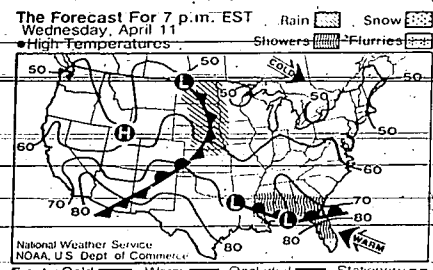 The Forecast For 7 p.m. EST
Wednesday, April 11
•High Temperatures
Rain
Snow
Showers
Flurries
COLD
50
50
50
50
50
L
H
60
60
70
80
L
L
70
80
80
80
WARM
National Weather Service
NOAA, U.S. Dept. of Commerce